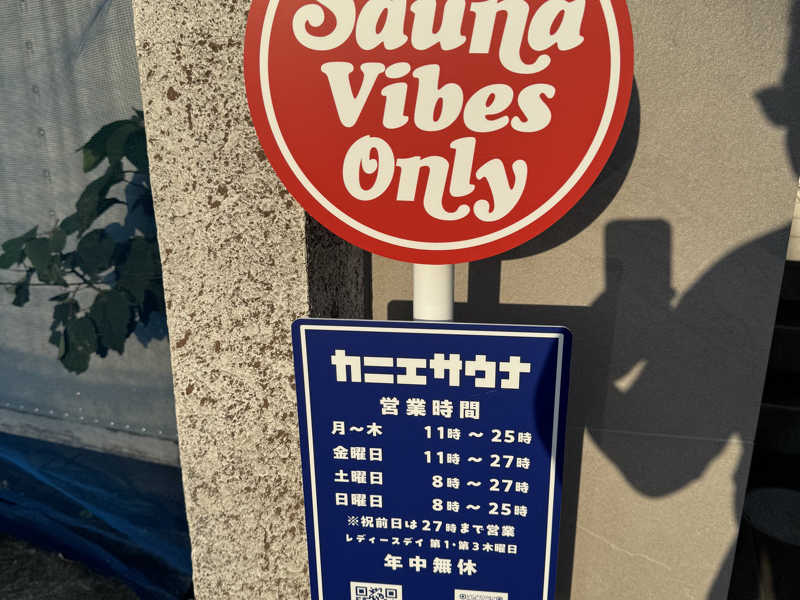 Sauna
Vibes
Only
カニエサウナ
営業時間
月～木 11時 ～ 25時
金曜日 11時 ～ 27時
土曜日 8時 ～ 27時
日曜日 8時 ～ 25時
※祝前日は27時まで営業
レディースデイ 第1・第3木曜日
年中無休